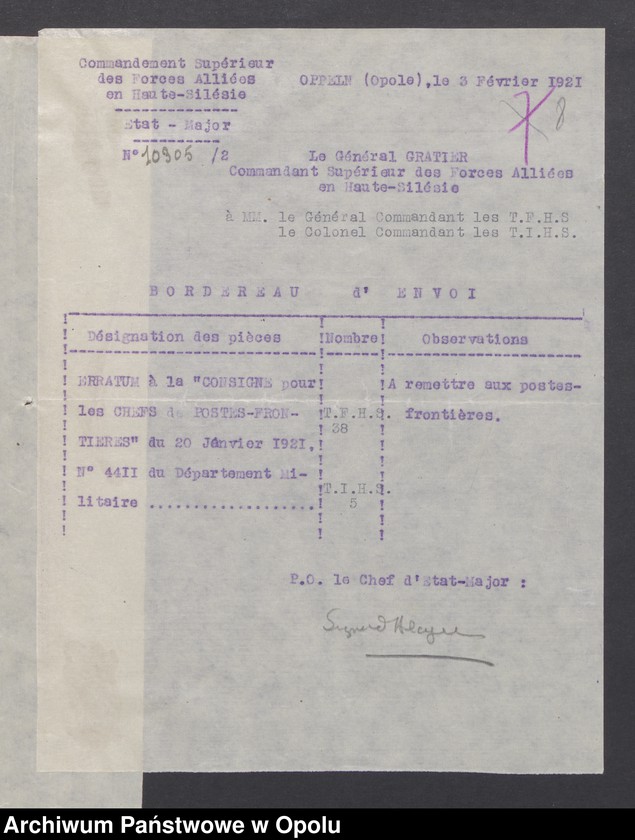 Commandement Supérieur
des Forces Alliées
en Haute-Silésie
Etat - Major
N° 10905 /2
OPPELN (Opole),le 3 Février 1921
8
Le Général GRATIER
Commandant Supérieur des Forces Alliées
en Haute-Silésie
à MM. le Général Commandant les T.F.H.S
le Colonel Commandant les T.I.H.S.
BORDEREAU d' ENVOI
Désignation des pièces ! Nombre ! Observations
ERRATUM à la "CONSIGNE pour
les CHEFS de POSTES-FRON-
TIERES" du 20 Janvier 1921,
N° 44II du Département Mi-
litaire ...................
T.F.H.S.
38
T.I.H.S.
5
A remettre aux postes-
frontières.
P.O. le Chef d'Etat-Major :
Archiwum Państwowe w Opolu